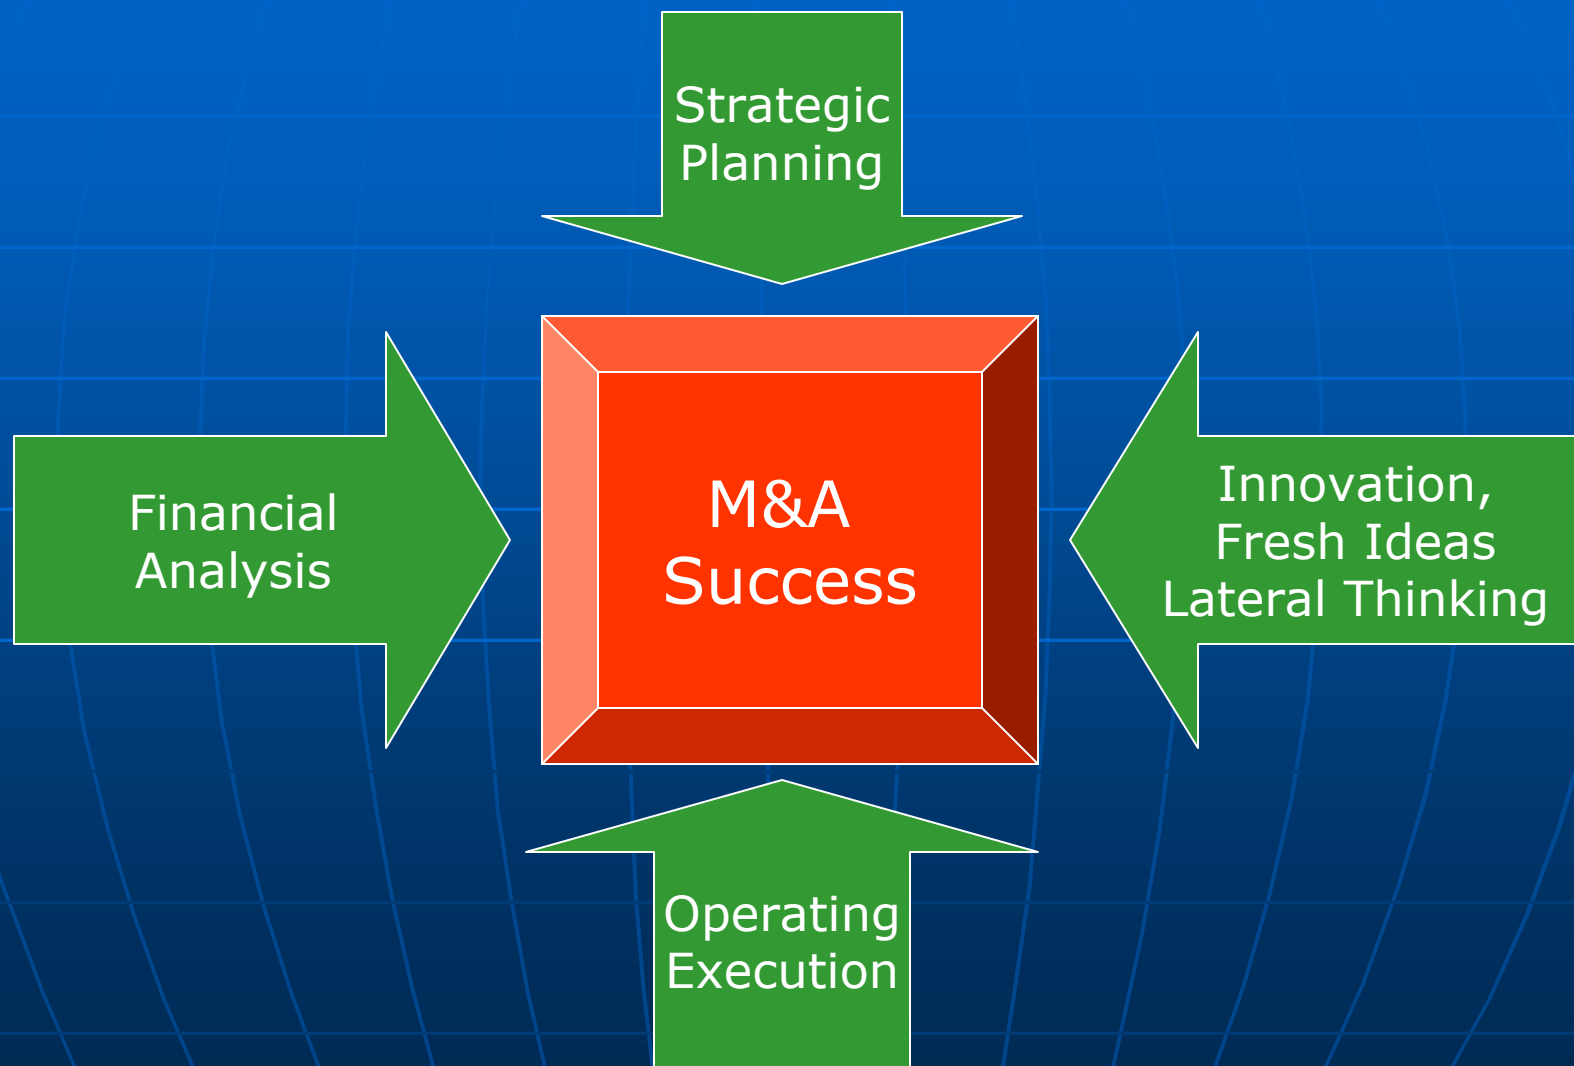 Strategic
Planning
Financial
Analysis
M&A
Success
Innovation,
Fresh Ideas
Lateral Thinking
Operating
Execution